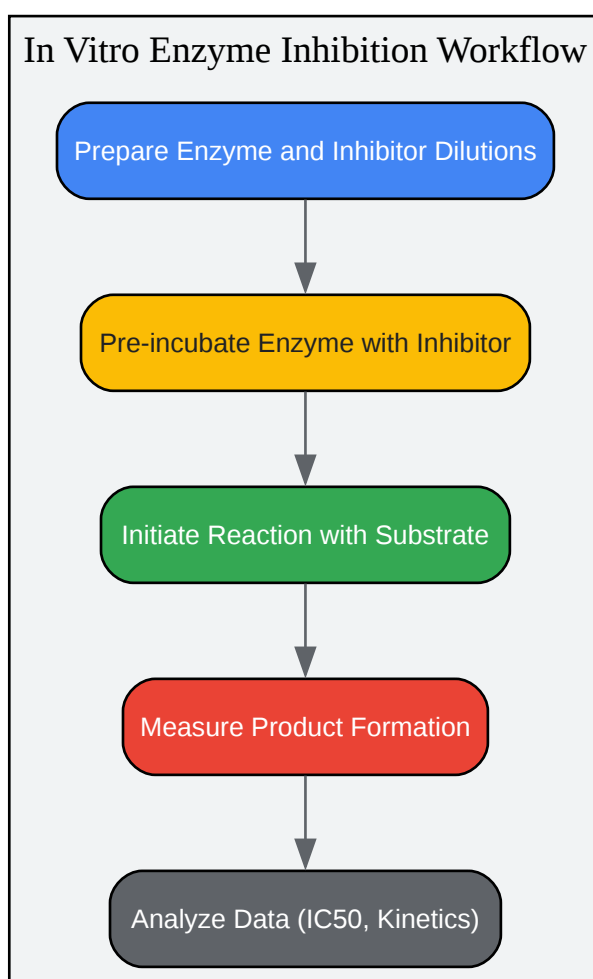 In Vitro Enzyme Inhibition Workflow
Prepare Enzyme and Inhibitor Dilutions
Pre-incubate Enzyme with Inhibitor
Initiate Reaction with Substrate
Measure Product Formation
Analyze Data (IC50, Kinetics)